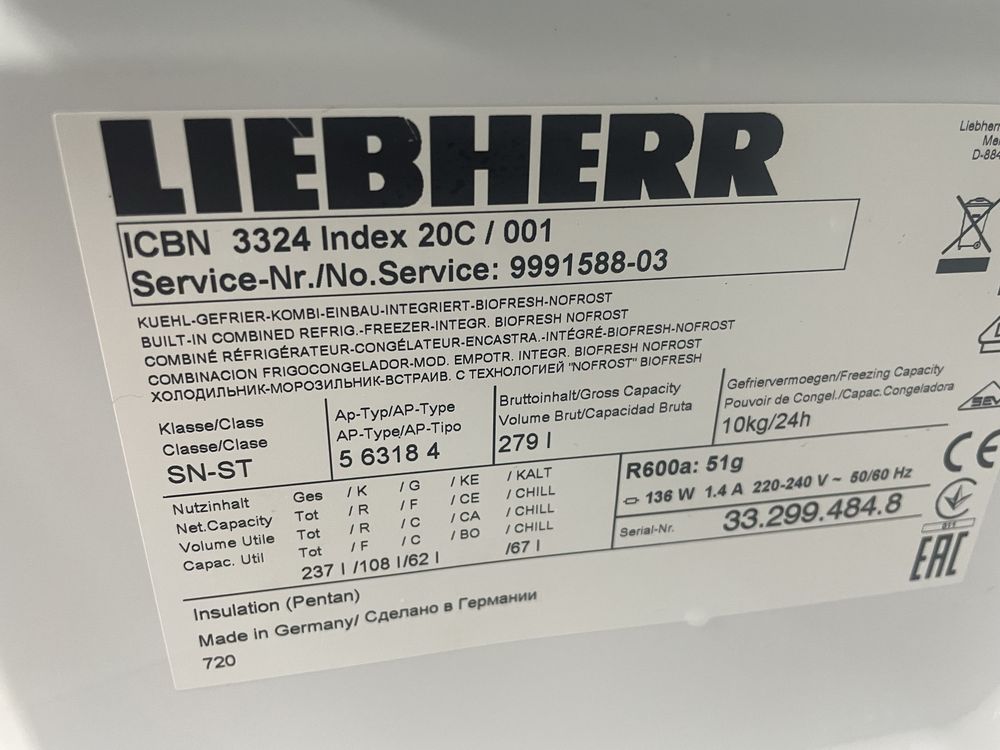 LIEBHERR
ICBN 3324 Index 20C / 001
Service-Nr./No.Service: 9991588-03
KUEHL-GEFRIER-KOMBI-EINBAU-INTEGRIERT-BIOFRESH-NOFROST
BUILT-IN COMBINED REFRIG.-FREEZER-INTEGR. BIOFRESH NOFROST
COMBINÉ RÉFRIGÉRATEUR-CONGÉLATEUR-ENCASTRA.-INTÉGRÉ-BIOFRESH-NOFROST
COMBINACION FRIGOCONGELADOR-MOD. EMPOTR. INTEGR. BIOFRESH NOFROST
ХОЛОДИЛЬНИК-МОРОЗИЛЬНИК-ВСТРАИВ. С ТЕХНОЛОГИЕЙ "NOFROST" BIOFRESH
Klasse/Class
Classe/Clase
SN-ST
Ap-Typ/AP-Type
AP-Type/AP-Tipo
5 6318 4
Bruttoinhalt/Gross Capacity
Volume Brut/Capacidad Bruta
279 l
Gefriervermoegen/Freezing Capacity
Pouvoir de Congel./Capac.Congeladora
10kg/24h
Nutzinhalt Ges / K / G / KE / KALT
Net.Capacity Tot / R / F / CE / CHILL
Volume Utile Tot / R / C / CA / CHILL
Capac. Util Tot / F / C / BO / CHILL
237 l /108 l/62 l /67 l
R600a: 51g
136 W 1.4 A 220-240 V ~ 50/60 Hz
Serial-Nr. 33.299.484.8
Insulation (Pentan)
Made in Germany/ Сделано в Германии
720
Liebherr
D-884
CE
EAC